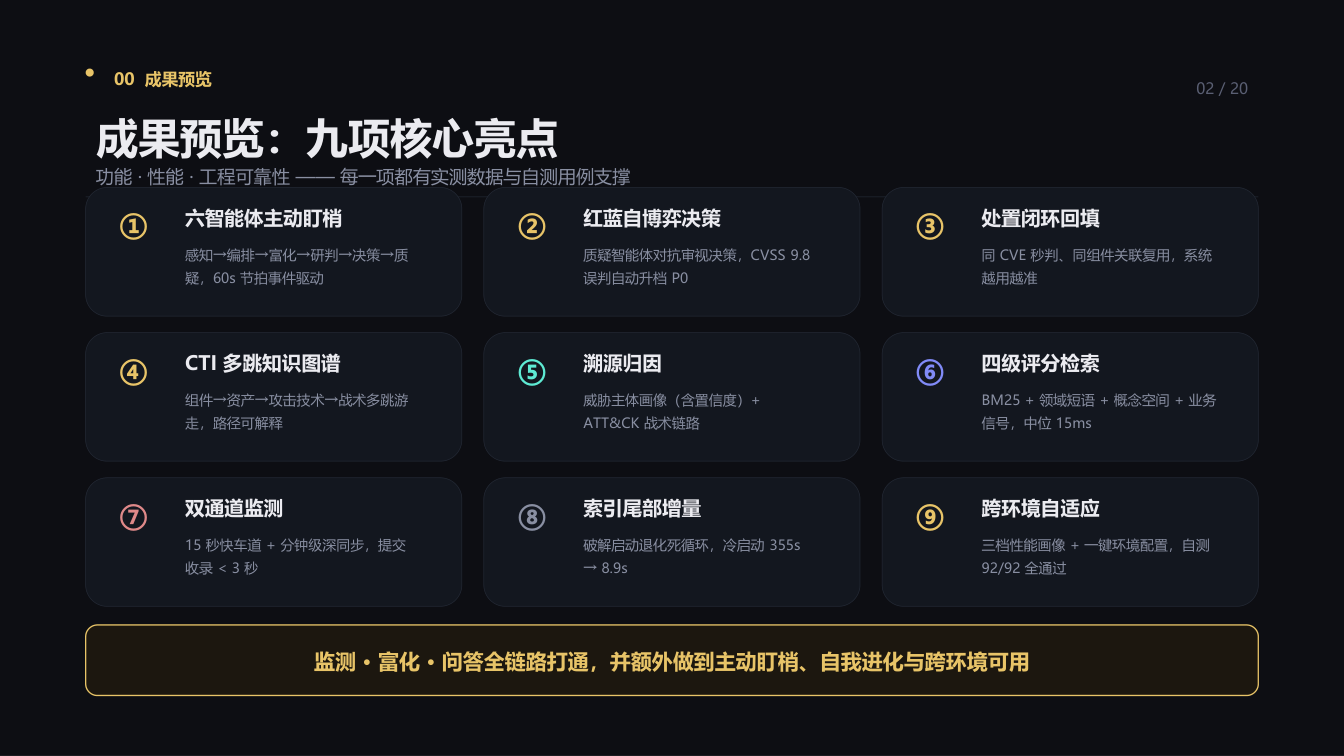 00 成果预览
02 / 20
成果预览：九项核心亮点
功能 · 性能 · 工程可靠性 —— 每一项都有实测数据与自测用例支撑
①
六智能体主动盯梢
感知→编排→富化→研判→决策→质
疑，60s 节拍事件驱动
②
红蓝自博弈决策
质疑智能体对抗审视决策，CVSS 9.8
误判自动升档 P0
③
处置闭环回填
同 CVE 秒判、同组件关联复用，系统
越用越准
④
CTI 多跳知识图谱
组件→资产→攻击技术→战术多跳游
走，路径可解释
⑤
溯源归因
威胁主体画像（含置信度）+
ATT&CK 战术链路
⑥
四级评分检索
BM25 + 领域短语 + 概念空间 + 业务
信号，中位 15ms
⑦
双通道监测
15 秒快车道 + 分钟级深同步，提交
收录 < 3 秒
⑧
索引尾部增量
破解启动退化死循环，冷启动 355s
→ 8.9s
⑨
跨环境自适应
三档性能画像 + 一键环境配置，自测
92/92 全通过
监测 · 富化 · 问答全链路打通，并额外做到主动盯梢、自我进化与跨环境可用